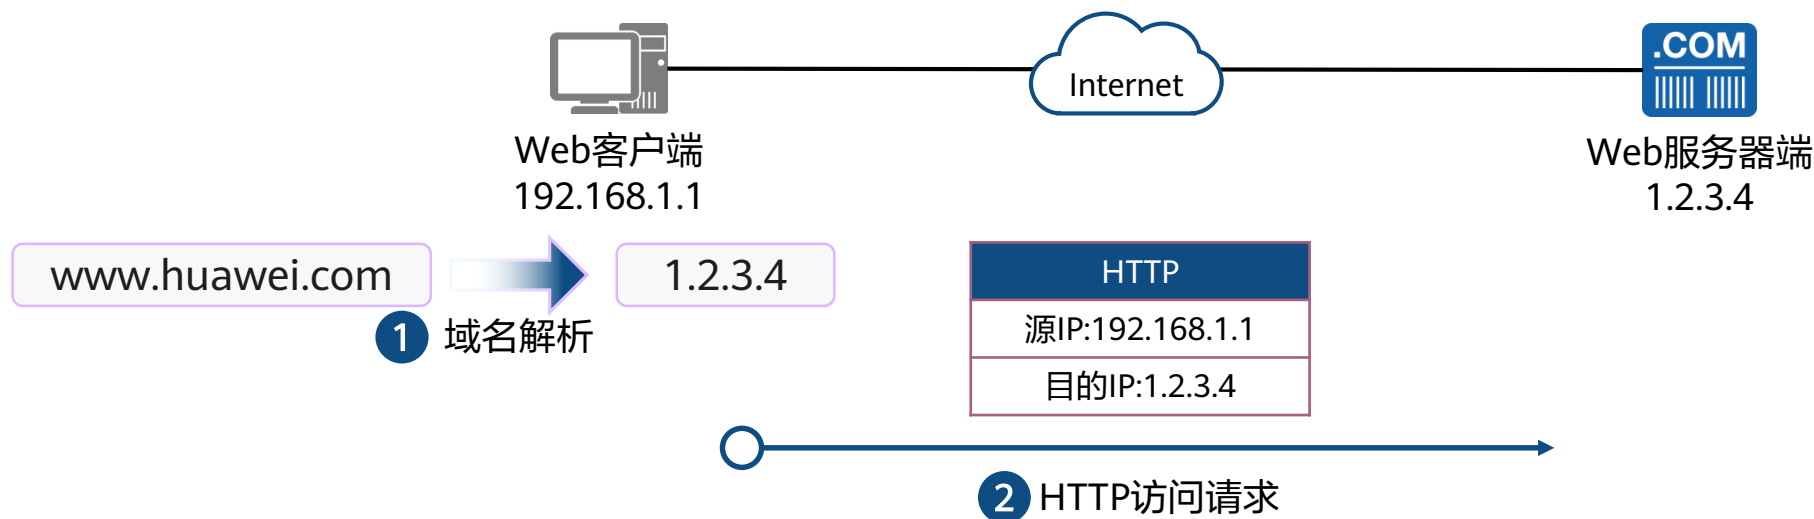 .COM
Internet
Web客户端
192.168.1.1
Web服务器端
1.2.3.4
www.huawei.com
1.2.3.4
1 域名解析
HTTP
源IP:192.168.1.1
目的IP:1.2.3.4
2 HTTP访问请求